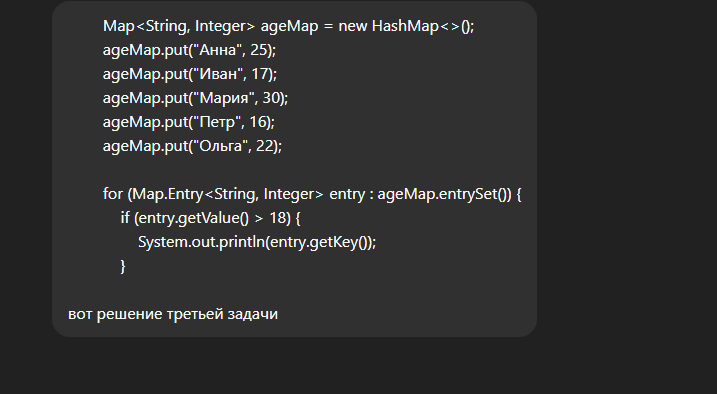 Map<String, Integer> ageMap = new HashMap<>();
ageMap.put("Анна", 25);
ageMap.put("Иван", 17);
ageMap.put("Мария", 30);
ageMap.put("Петр", 16);
ageMap.put("Ольга", 22);
for (Map.Entry<String, Integer> entry : ageMap.entrySet()) {
if (entry.getValue() > 18) {
System.out.println(entry.getKey());
}
вот решение третьей задачи